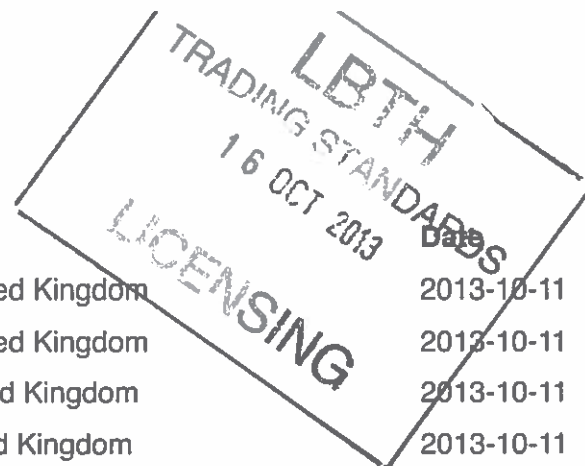 LBTH
TRADING STANDARDS
16 OCT 2013
LICENSING
Date
ed Kingdom 2013-10-11
ed Kingdom 2013-10-11
d Kingdom 2013-10-11
d Kingdom 2013-10-11